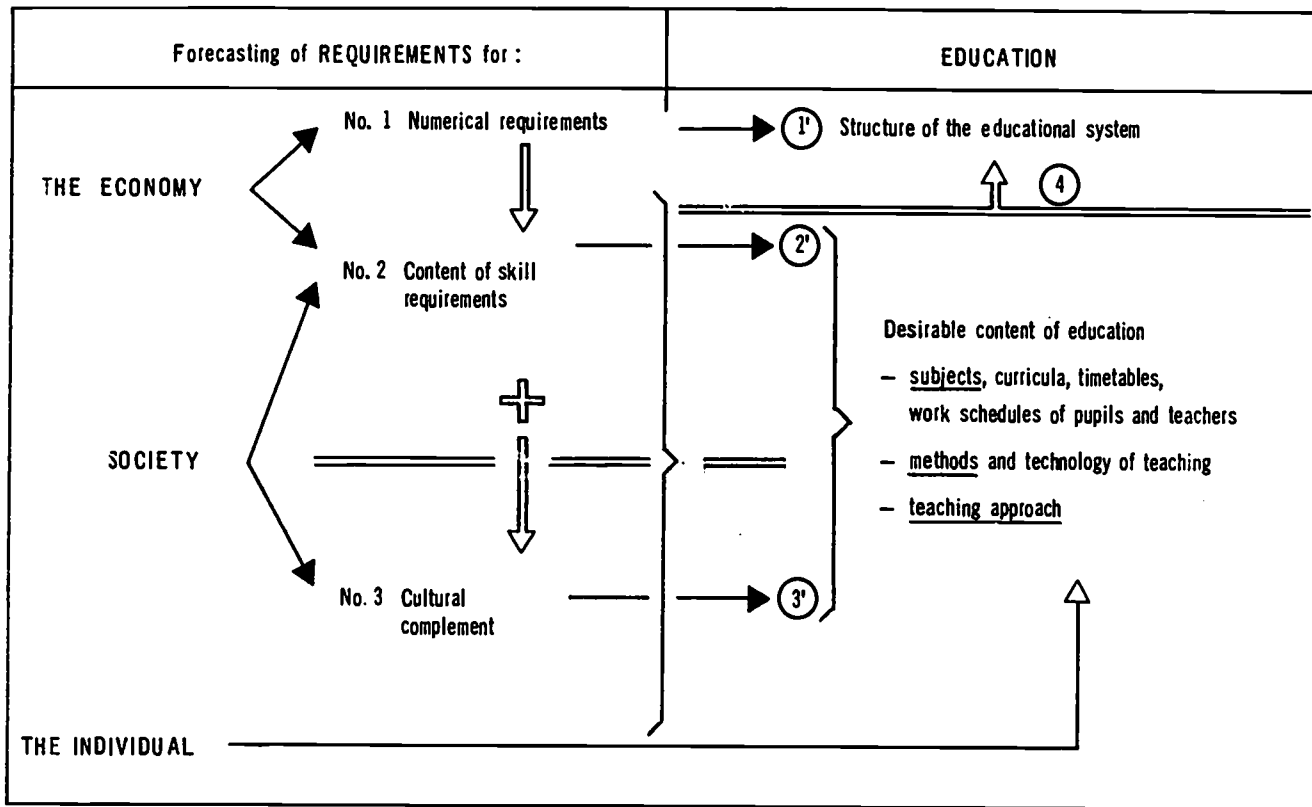 Forecasting of REQUIREMENTS for :
EDUCATION
No. 1 Numerical requirements
1' Structure of the educational system
THE ECONOMY
4
2'
No. 2 Content of skill
requirements
Desirable content of education
– subjects, curricula, timetables,
work schedules of pupils and teachers
SOCIETY
– methods and technology of teaching
– teaching approach
No. 3 Cultural
complement
3'
THE INDIVIDUAL